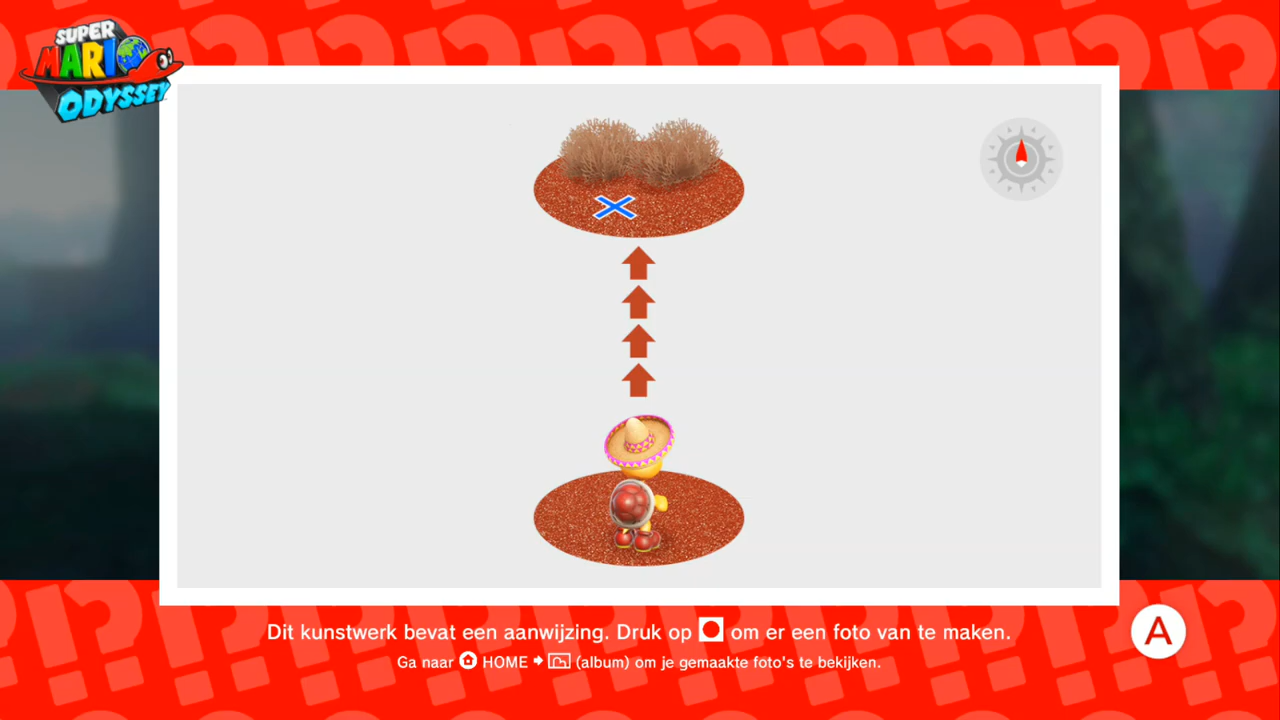 SUPER
MARIO
ODYSSEY
Dit kunstwerk bevat een aanwijzing. Druk op om er een foto van te maken.
A
Ga naar HOME (album) om je gemaakte foto's te bekijken.